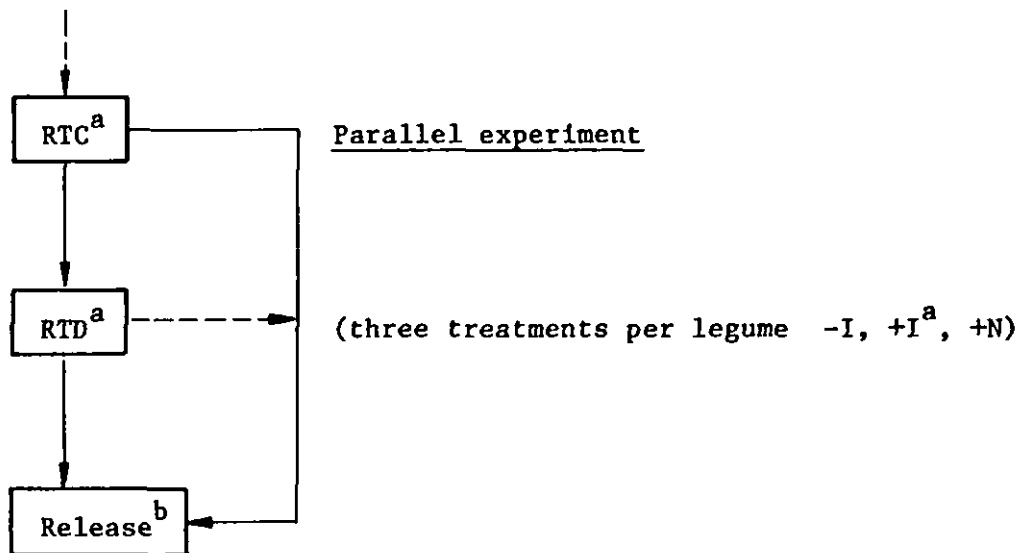 RTCᵃ
Parallel experiment
RTDᵃ
(three treatments per legume -I, +Iᵃ, +N)
Releaseᵇ